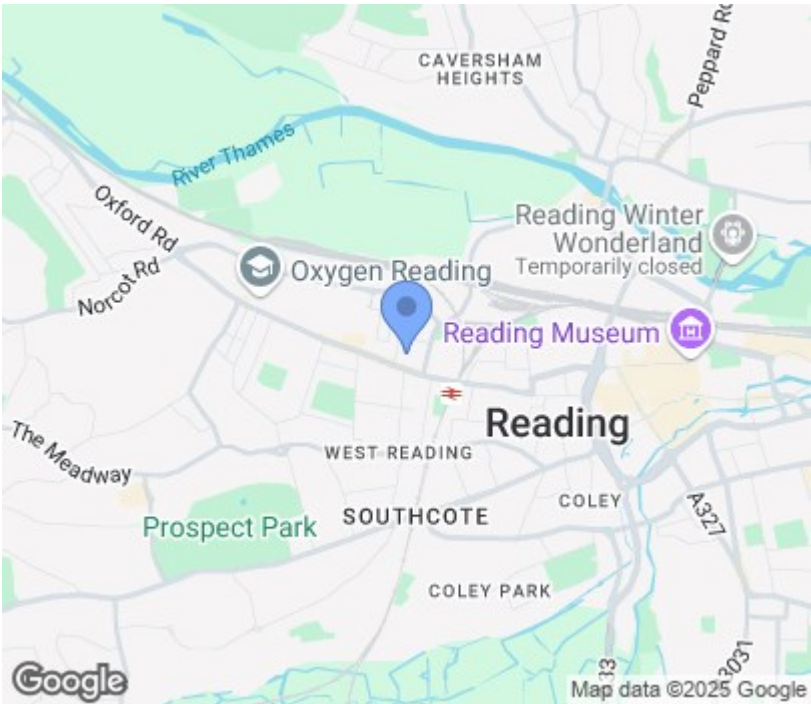 CAVERSHAM
HEIGHTS
Peppard Rd
River Thames
Oxford Rd
Reading Winter
Wonderland
Temporarily closed
Norcot Rd
Oxygen Reading
Reading Museum
Reading
The Meadway
WEST READING
SOUTHCOTE
COLEY
A327
Prospect Park
COLEY PARK
Google
Map data ©2025 Google